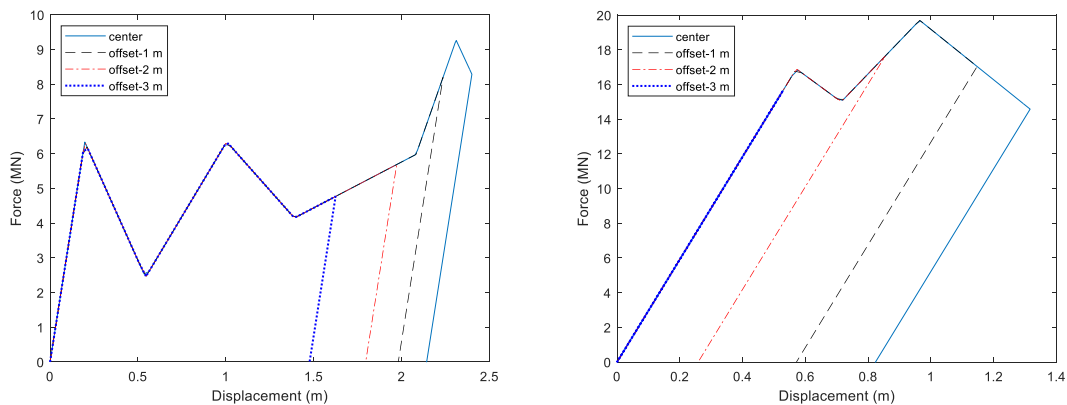 10
9
8
7
6
5
4
3
2
1
0
Force (MN)
center
offset-1 m
offset-2 m
offset-3 m
0 0.5 1 1.5 2 2.5
Displacement (m)
20
18
16
14
12
10
8
6
4
2
0
Force (MN)
center
offset-1 m
offset-2 m
offset-3 m
0 0.2 0.4 0.6 0.8 1 1.2 1.4
Displacement (m)